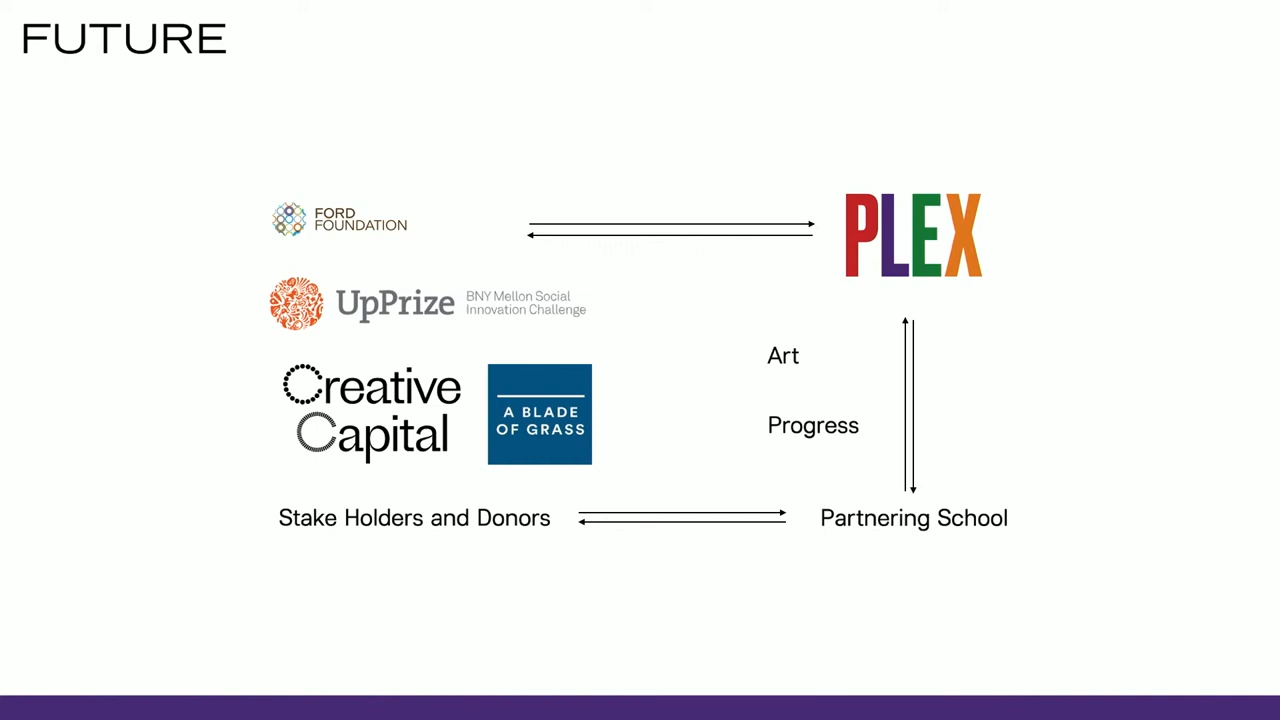 FUTURE
FORD
FOUNDATION
PLEX
UpPrize
BNY Mellon Social
Innovation Challenge
Creative
Capital
A BLADE
OF GRASS
Art
Progress
Stake Holders and Donors
Partnering School